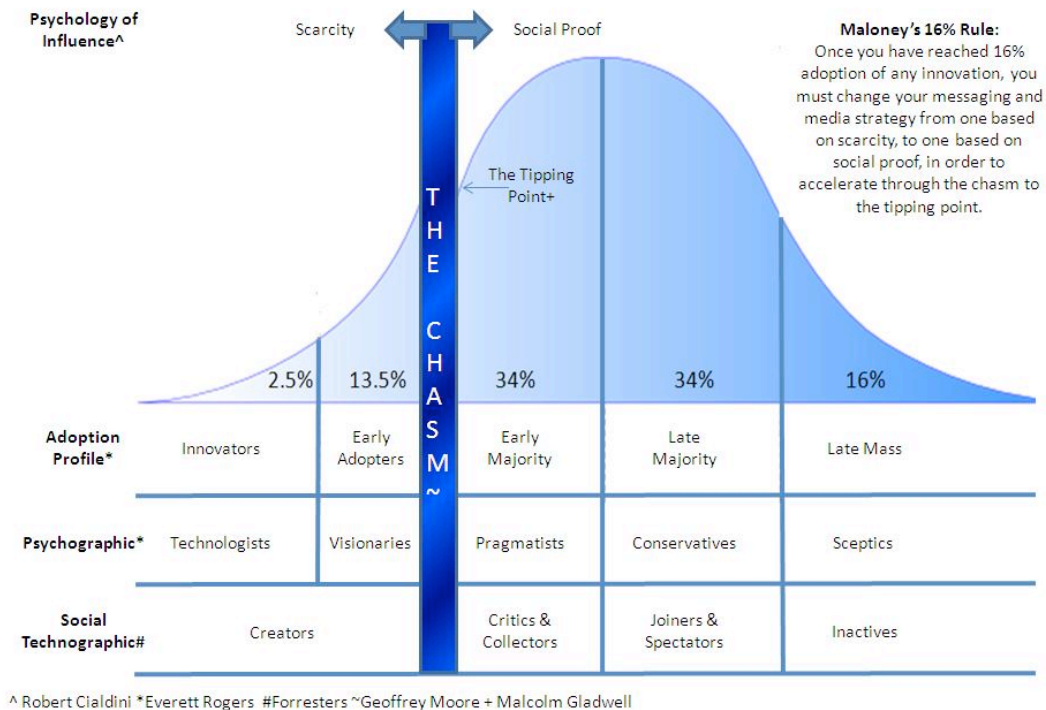 Psychology of
Influence^
Scarcity
Social Proof
Maloney's 16% Rule:
Once you have reached 16%
adoption of any innovation, you
must change your messaging and
media strategy from one based
on scarcity, to one based on
social proof, in order to
accelerate through the chasm to
the tipping point.
The Tipping
Point+
THE CHASM~
2.5%
13.5%
34%
34%
16%
Adoption
Profile*
Innovators
Early
Adopters
Early
Majority
Late
Majority
Late Mass
Psychographic*
Technologists
Visionaries
Pragmatists
Conservatives
Sceptics
Social
Technographic#
Creators
Critics &
Collectors
Joiners &
Spectators
Inactives
^ Robert Cialdini *Everett Rogers #Forresters ~Geoffrey Moore + Malcolm Gladwell